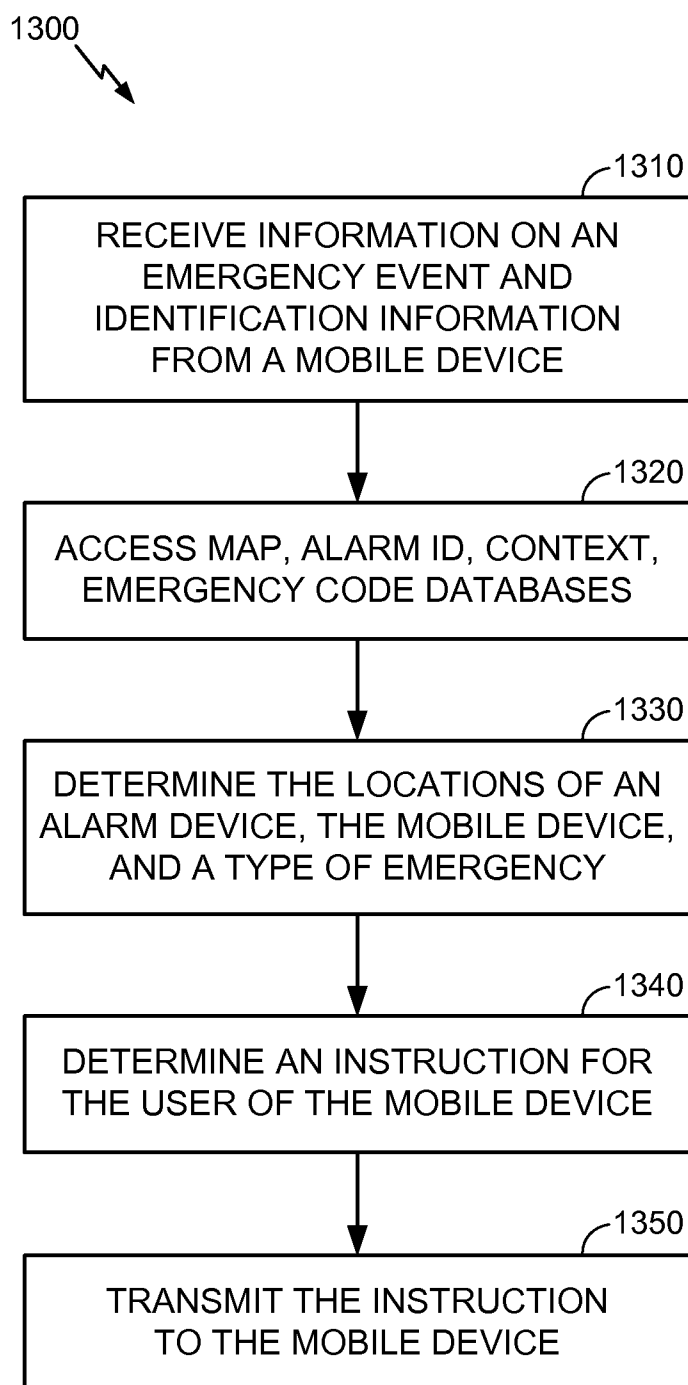 1300
1310
RECEIVE INFORMATION ON AN
EMERGENCY EVENT AND
IDENTIFICATION INFORMATION
FROM A MOBILE DEVICE
1320
ACCESS MAP, ALARM ID, CONTEXT,
EMERGENCY CODE DATABASES
1330
DETERMINE THE LOCATIONS OF AN
ALARM DEVICE, THE MOBILE DEVICE,
AND A TYPE OF EMERGENCY
1340
DETERMINE AN INSTRUCTION FOR
THE USER OF THE MOBILE DEVICE
1350
TRANSMIT THE INSTRUCTION
TO THE MOBILE DEVICE